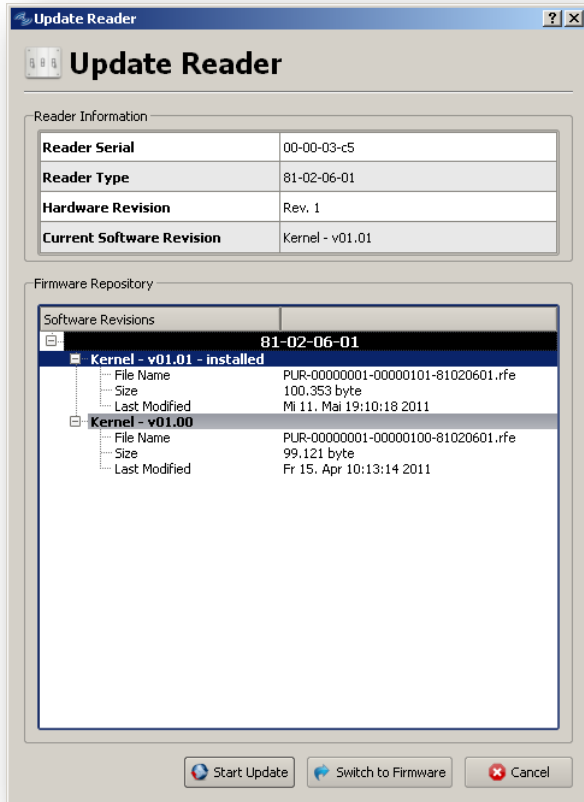 Update Reader
Update Reader
Reader Information
Reader Serial 00-00-03-c5
Reader Type 81-02-06-01
Hardware Revision Rev. 1
Current Software Revision Kernel - v01.01
Firmware Repository
Software Revisions
81-02-06-01
Kernel - v01.01 - installed
File Name PUR-00000001-00000101-81020601.rfe
Size 100.353 byte
Last Modified Mi 11. Mai 19:10:18 2011
Kernel - v01.00
File Name PUR-00000001-00000100-81020601.rfe
Size 99.121 byte
Last Modified Fr 15. Apr 10:13:14 2011
Start Update Switch to Firmware Cancel